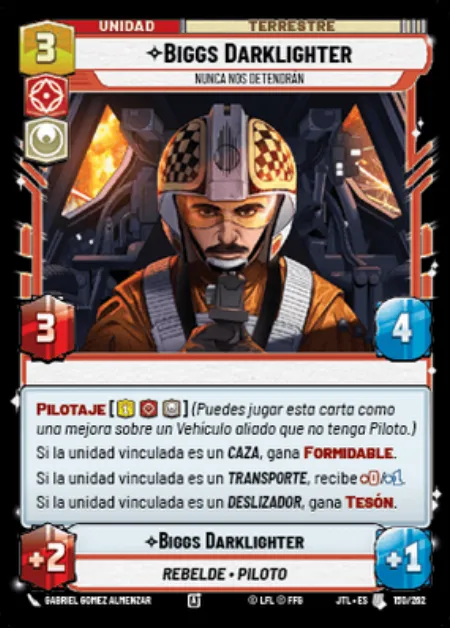 UNIDAD
TERRESTRE
3
BIGGS DARKLIGHTER
NUNCA NOS DETENDRÁN
3
4
PILOTAJE [1] (Puedes jugar esta carta como
una mejora sobre un Vehículo aliado que no tenga Piloto.)
Si la unidad vinculada es un CAZA, gana FORMIDABLE.
Si la unidad vinculada es un TRANSPORTE, recibe +0/+1.
Si la unidad vinculada es un DESLIZADOR, gana TESÓN.
+2
BIGGS DARKLIGHTER
+1
REBELDE • PILOTO
GABRIEL GOMEZ ALMENZAR
© LFL © FFG
JTL • ES
150/262